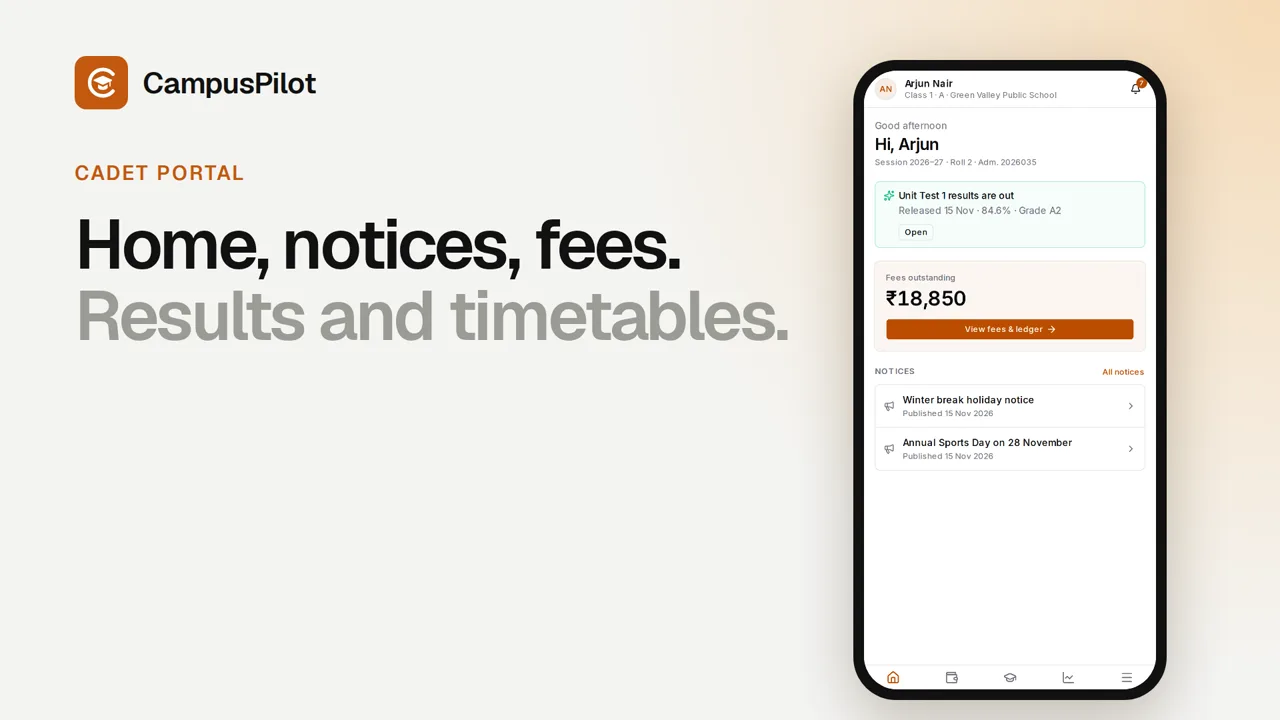 CampusPilot
CADET PORTAL
Home, notices, fees.
Results and timetables.
AN
Arjun Nair
Class 1 · A · Green Valley Public School
7
Good afternoon
Hi, Arjun
Session 2026–27 · Roll 2 · Adm. 2026035
Unit Test 1 results are out
Released 15 Nov · 84.6% · Grade A2
Open
Fees outstanding
₹18,850
View fees & ledger →
NOTICES
All notices
Winter break holiday notice
Published 15 Nov 2026
Annual Sports Day on 28 November
Published 15 Nov 2026